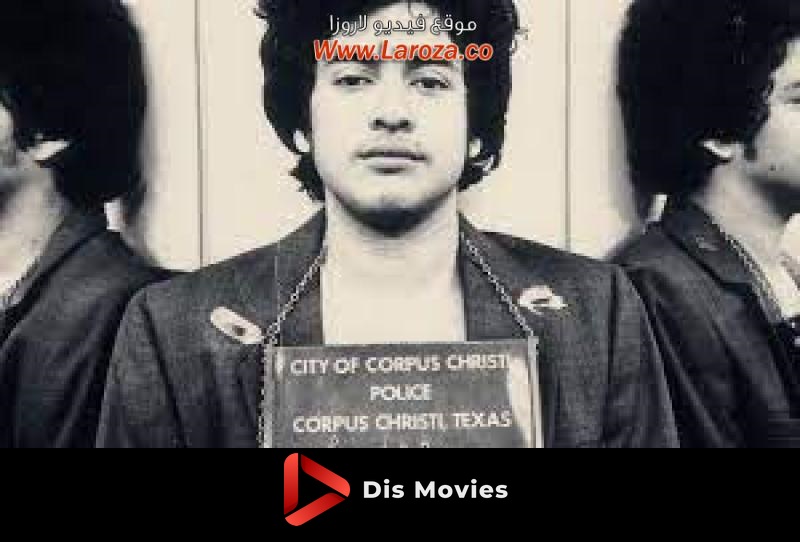 موقع فيديو لاروزا
Www.Laroza.co
CITY OF CORPUS CHRISTI
POLICE
CORPUS CHRISTI, TEXAS
Dis Movies